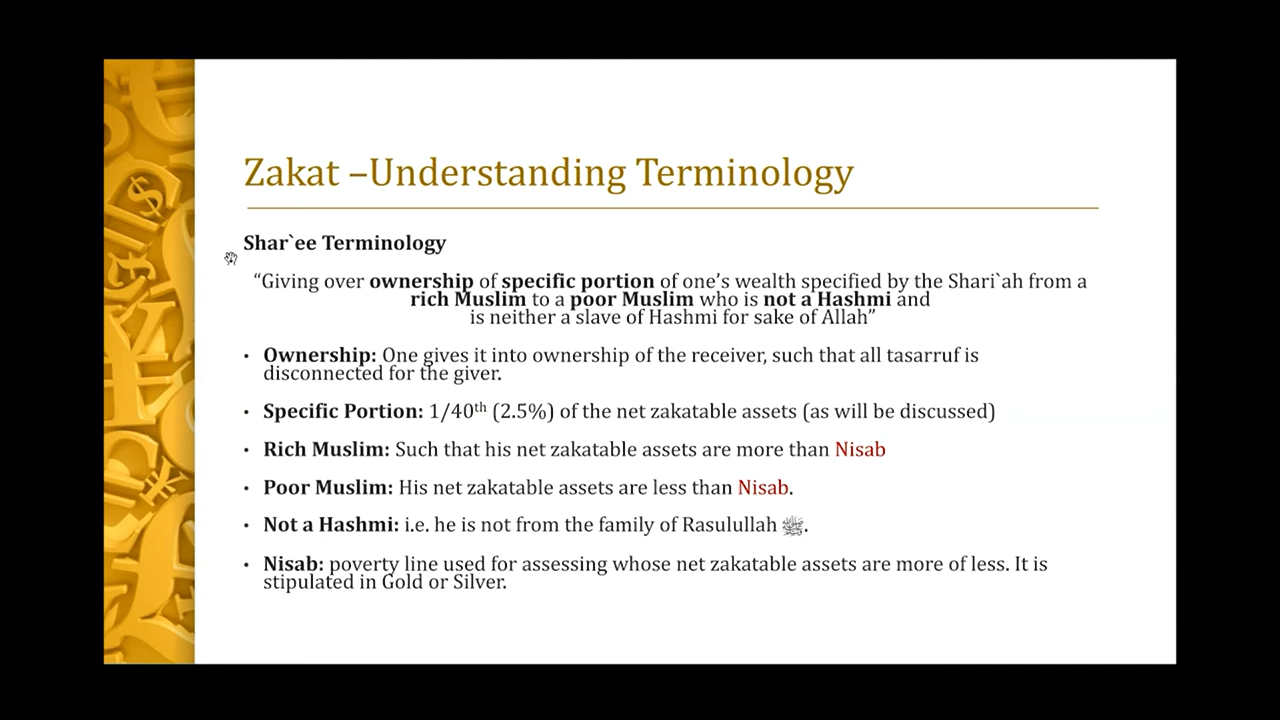 Zakat –Understanding Terminology
Shar`ee Terminology
“Giving over ownership of specific portion of one’s wealth specified by the Shari`ah from a
rich Muslim to a poor Muslim who is not a Hashmi and
is neither a slave of Hashmi for sake of Allah”
• Ownership: One gives it into ownership of the receiver, such that all tasarruf is
disconnected for the giver.
• Specific Portion: 1/40th (2.5%) of the net zakatable assets (as will be discussed)
• Rich Muslim: Such that his net zakatable assets are more than Nisab
• Poor Muslim: His net zakatable assets are less than Nisab.
• Not a Hashmi: i.e. he is not from the family of Rasulullah ﷺ.
• Nisab: poverty line used for assessing whose net zakatable assets are more of less. It is
stipulated in Gold or Silver.